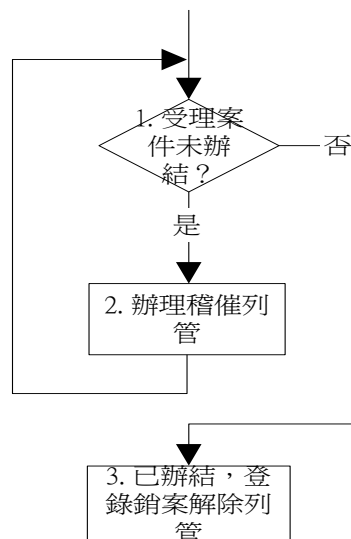 1. 受理案
件未辦
結？
否
是
2. 辦理稽催列
管
3. 已辦結，登
錄銷案解除列
管